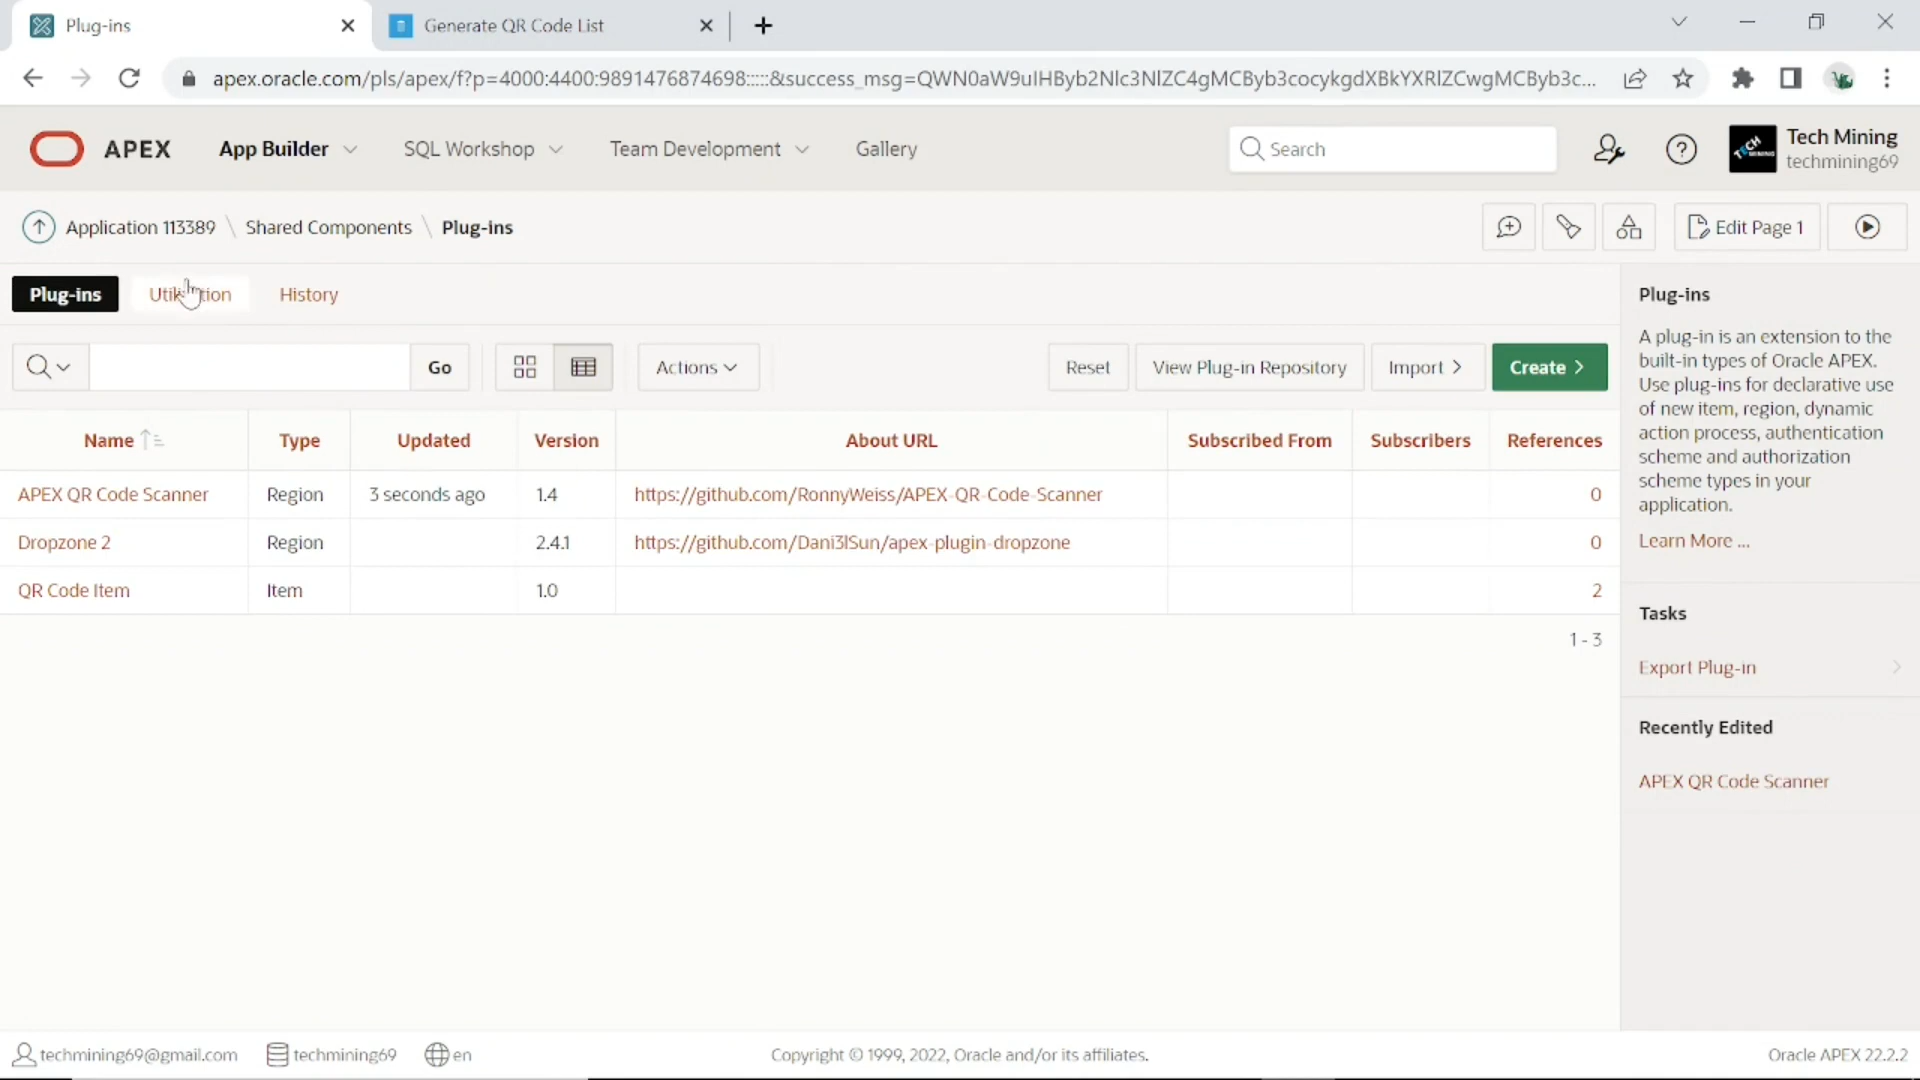 Plug-ins
Generate QR Code List
apex.oracle.com/pls/apex/f?p=4000:4400:9891476874698:::::&success_msg=QWN0aW9uIHByb2Nlc3NlZC4gMCByb3cocykgdXBkYXRlZCwgMCByb3c...
APEX App Builder SQL Workshop Team Development Gallery Search ? Tech Mining
techmining69
Application 113389 \ Shared Components \ Plug-ins Edit Page 1
Plug-ins History Plug-ins
A plug-in is an extension to the
built-in types of Oracle APEX.
Use plug-ins for declarative use
of new item, region, dynamic
action process, authentication
scheme and authorization
scheme types in your
application.
Learn More ...
Go Actions Reset View Plug-in Repository Import > Create >
Name Type Updated Version About URL Subscribed From Subscribers References
APEX QR Code Scanner Region 3 seconds ago 1.4 https://github.com/RonnyWeiss/APEX-QR-Code-Scanner 0
Dropzone 2 Region 2.4.1 https://github.com/Dani3lSun/apex-plugin-dropzone 0
QR Code Item Item 1.0 2
1 - 3
Tasks
Export Plug-in
Recently Edited
APEX QR Code Scanner
techmining69@gmail.com techmining69 en Copyright © 1999, 2022, Oracle and/or its affiliates. Oracle APEX 22.2.2